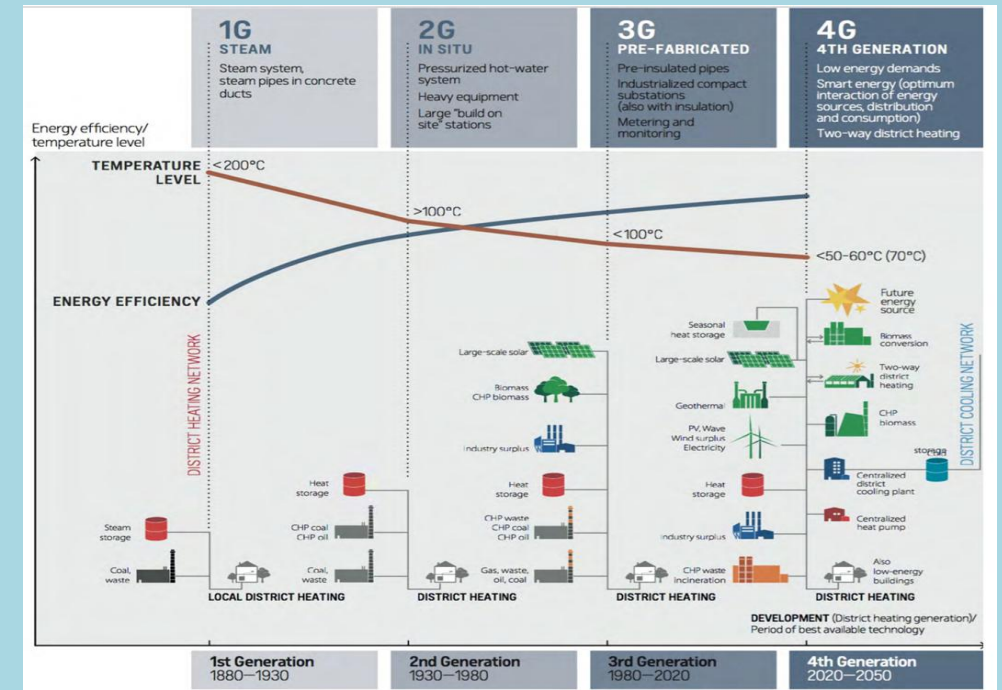 1G
STEAM
Steam system,
steam pipes in concrete
ducts
2G
IN SITU
Pressurized hot-water
system
Heavy equipment
Large "build on
site" stations
3G
PRE-FABRICATED
Pre-insulated pipes
Industrialized compact
substations
(also with insulation)
Metering and
monitoring
4G
4TH GENERATION
Low energy demands
Smart energy (optimum
interaction of energy
sources, distribution
and consumption)
Two-way district heating
Energy efficiency/
temperature level
TEMPERATURE
LEVEL
<200°C
>100°C
<100°C
<50-60°C (70°C)
ENERGY EFFICIENCY
DISTRICT HEATING NETWORK
Steam
storage
Coal,
waste
LOCAL DISTRICT HEATING
Heat
storage
CHP coal
CHP oil
Coal,
waste
DISTRICT HEATING
Large-scale solar
Biomass
CHP biomass
Industry surplus
Heat
storage
CHP waste
CHP coal
CHP oil
Gas, waste,
oil, coal
DISTRICT HEATING
Seasonal
heat storage
Large-scale solar
Geothermal
PV, Wave
Wind surplus
Electricity
Heat
storage
Industry surplus
CHP waste
incineration
Future
energy
source
Biomass
conversion
Two-way
district
heating
CHP
biomass
storage
Centralized
district
cooling plant
Centralized
heat pump
Also
low-energy
buildings
DISTRICT HEATING
DISTRICT COOLING NETWORK
DEVELOPMENT (District heating generation)/
Period of best available technology
1st Generation
1880—1930
2nd Generation
1930—1980
3rd Generation
1980—2020
4th Generation
2020—2050